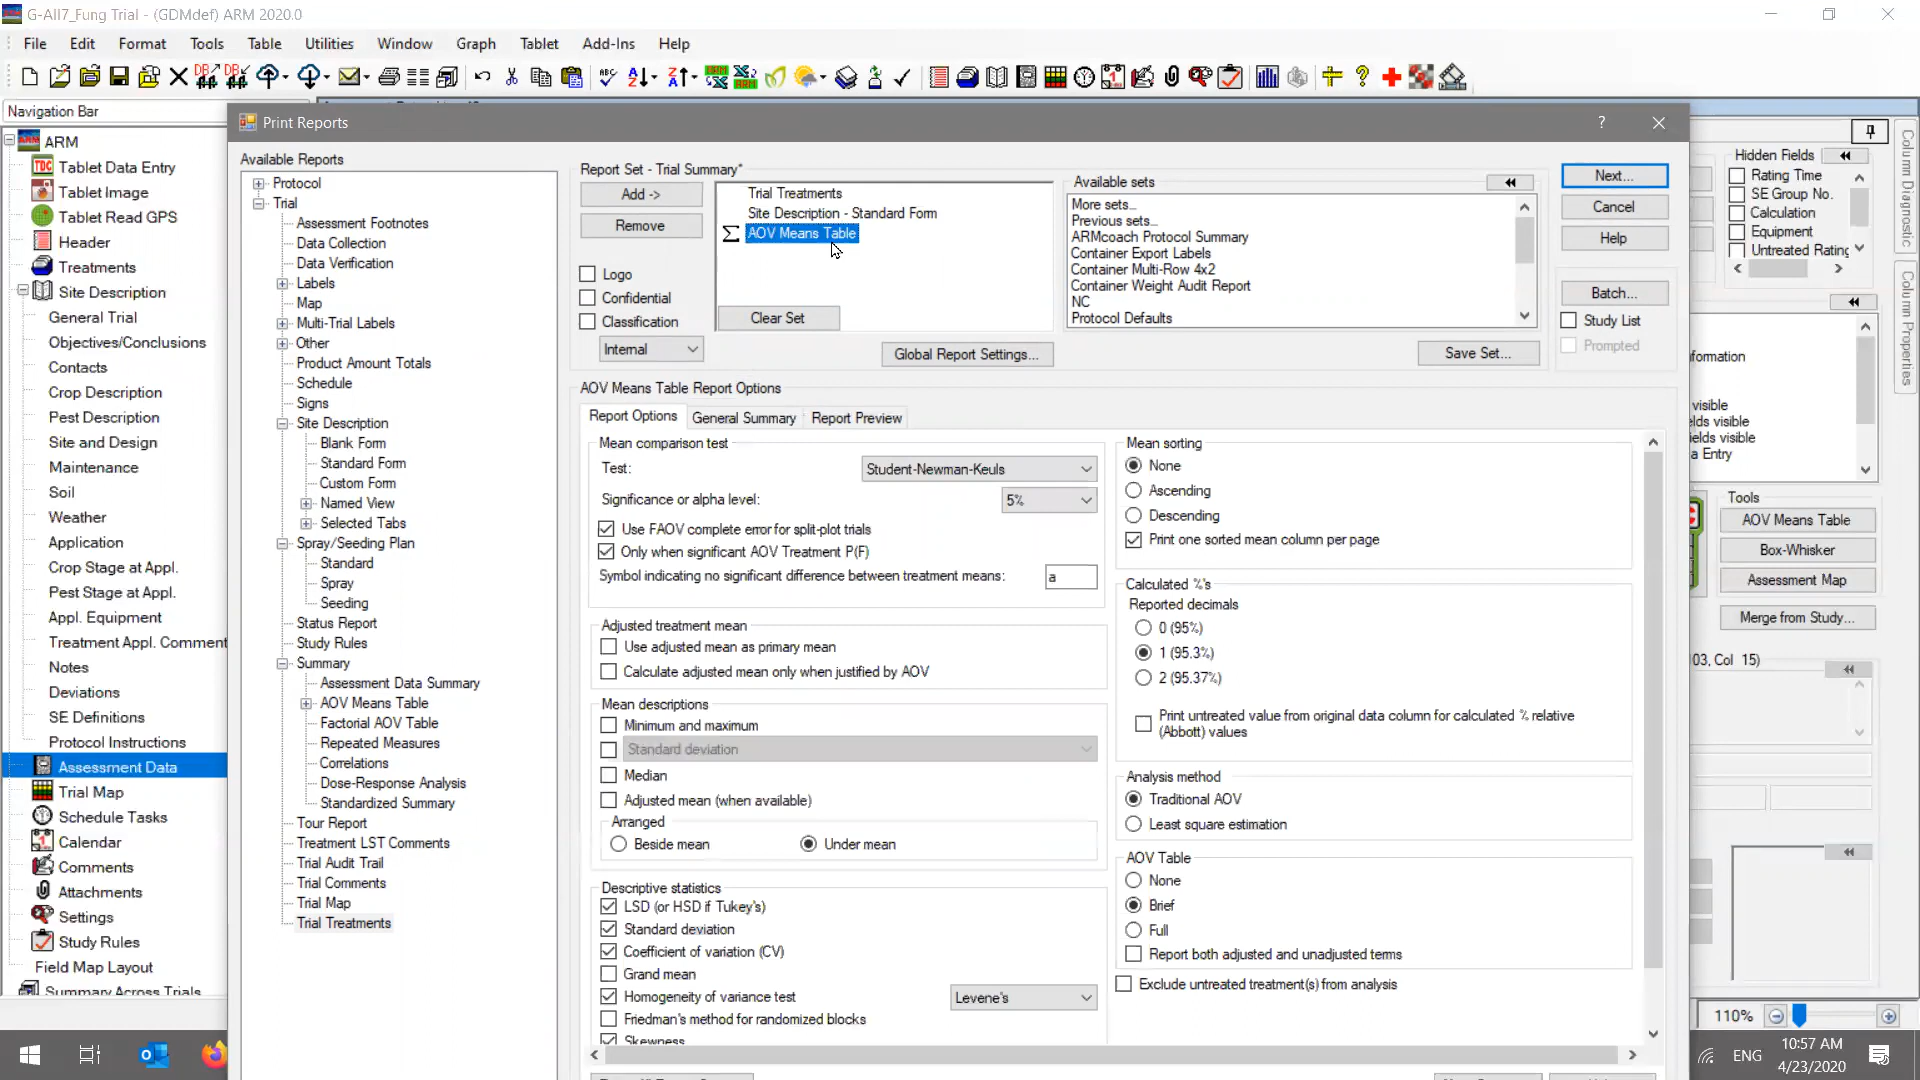 G-All7_Fung Trial - (GDMdef) ARM 2020.0
File Edit Format Tools Table Utilities Window Graph Tablet Add-Ins Help
Navigation Bar
ARM
Tablet Data Entry
Tablet Image
Tablet Read GPS
Header
Treatments
Site Description
General Trial
Objectives/Conclusions
Contacts
Crop Description
Pest Description
Site and Design
Maintenance
Soil
Weather
Application
Crop Stage at Appl.
Pest Stage at Appl.
Appl. Equipment
Treatment Appl. Comment
Notes
Deviations
SE Definitions
Protocol Instructions
Assessment Data
Trial Map
Schedule Tasks
Calendar
Comments
Attachments
Settings
Study Rules
Field Map Layout
Summary Across Trials
Print Reports
?
Available Reports
Protocol
Trial
Assessment Footnotes
Data Collection
Data Verification
Labels
Map
Multi-Trial Labels
Other
Product Amount Totals
Schedule
Signs
Site Description
Blank Form
Standard Form
Custom Form
Named View
Selected Tabs
Spray/Seeding Plan
Standard
Spray
Seeding
Status Report
Study Rules
Summary
Assessment Data Summary
AOV Means Table
Factorial AOV Table
Repeated Measures
Correlations
Dose-Response Analysis
Standardized Summary
Tour Report
Treatment LST Comments
Trial Audit Trail
Trial Comments
Trial Map
Trial Treatments
Report Set - Trial Summary*
Add ->
Remove
Logo
Confidential
Classification
Internal
Trial Treatments
Site Description - Standard Form
Σ AOV Means Table
Clear Set
Global Report Settings...
Available sets
More sets...
Previous sets...
ARMcoach Protocol Summary
Container Export Labels
Container Multi-Row 4x2
Container Weight Audit Report
NC
Protocol Defaults
Save Set...
Next...
Cancel
Help
Batch...
Study List
Prompted
AOV Means Table Report Options
Report Options General Summary Report Preview
Mean comparison test
Test: Student-Newman-Keuls
Significance or alpha level: 5%
Use FAOV complete error for split-plot trials
Only when significant AOV Treatment P(F)
Symbol indicating no significant difference between treatment means: a
Adjusted treatment mean
Use adjusted mean as primary mean
Calculate adjusted mean only when justified by AOV
Mean descriptions
Minimum and maximum
Standard deviation
Median
Adjusted mean (when available)
Arranged
Beside mean Under mean
Descriptive statistics
LSD (or HSD if Tukey's)
Standard deviation
Coefficient of variation (CV)
Grand mean
Homogeneity of variance test Levene's
Friedman's method for randomized blocks
Skewness
Mean sorting
None
Ascending
Descending
Print one sorted mean column per page
Calculated %'s
Reported decimals
0 (95%)
1 (95.3%)
2 (95.37%)
Print untreated value from original data column for calculated % relative
(Abbott) values
Analysis method
Traditional AOV
Least square estimation
AOV Table
None
Brief
Full
Report both adjusted and unadjusted terms
Exclude untreated treatment(s) from analysis
Hidden Fields
Rating Time
SE Group No.
Calculation
Equipment
Untreated Rating
Column Diagnostic
Column Properties
formation
visible
lds visible
ields visible
a Entry
Tools
AOV Means Table
Box-Whisker
Assessment Map
Merge from Study...
03, Col 15)
110%
ENG
10:57 AM
4/23/2020